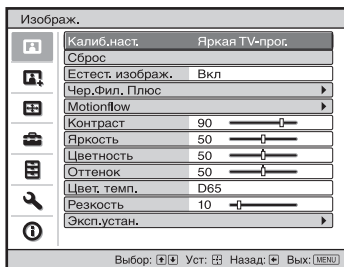 Изображ.
Калиб.наст. Яркая TV-прог.
Сброс
Естест. изображ. Вкл
Чер.Фил. Плюс
Motionflow
Контраст 90
Яркость 50
Цветность 50
Оттенок 50
Цвет. темп. D65
Резкость 10
Эксп.устан.
Выбор: Уст: Назад: Вых: MENU